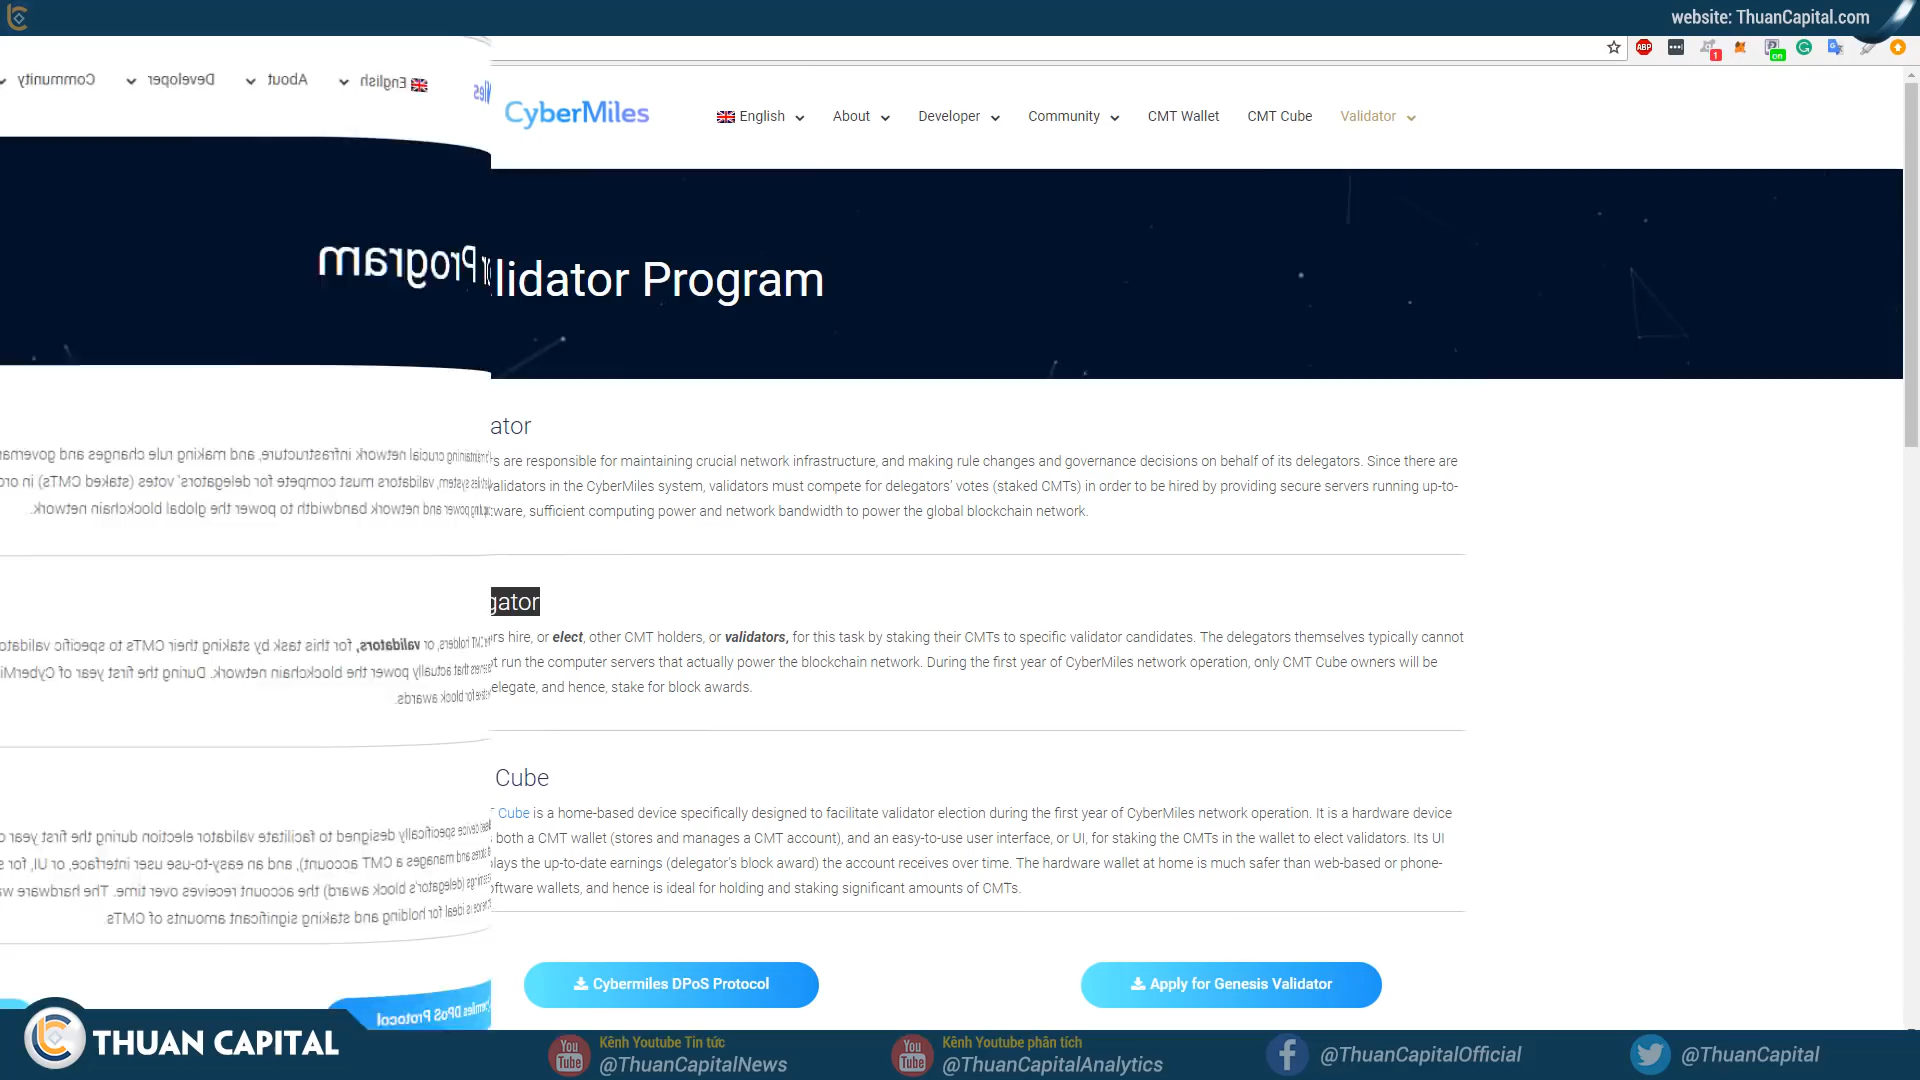 website: ThuanCapital.com
CyberMiles
English
About
Developer
Community
CMT Wallet
CMT Cube
Validator
lidator Program
ator
rs are responsible for maintaining crucial network infrastructure, and making rule changes and governance decisions on behalf of its delegators. Since there are
validators in the CyberMiles system, validators must compete for delegators' votes (staked CMTs) in order to be hired by providing secure servers running up-to-
tware, sufficient computing power and network bandwidth to power the global blockchain network.
gator
rs hire, or elect, other CMT holders, or validators, for this task by staking their CMTs to specific validator candidates. The delegators themselves typically cannot
t run the computer servers that actually power the blockchain network. During the first year of CyberMiles network operation, only CMT Cube owners will be
elegate, and hence, stake for block awards.
Cube
Cube is a home-based device specifically designed to facilitate validator election during the first year of CyberMiles network operation. It is a hardware device
both a CMT wallet (stores and manages a CMT account), and an easy-to-use user interface, or UI, for staking the CMTs in the wallet to elect validators. Its UI
lays the up-to-date earnings (delegator's block award) the account receives over time. The hardware wallet at home is much safer than web-based or phone-
oftware wallets, and hence is ideal for holding and staking significant amounts of CMTs.
Cybermiles DPoS Protocol
Apply for Genesis Validator
THUAN CAPITAL
You Tube
Kênh Youtube Tin tức
@ThuanCapitalNews
You Tube
Kênh Youtube phân tích
@ThuanCapitalAnalytics
@ThuanCapitalOfficial
@ThuanCapital